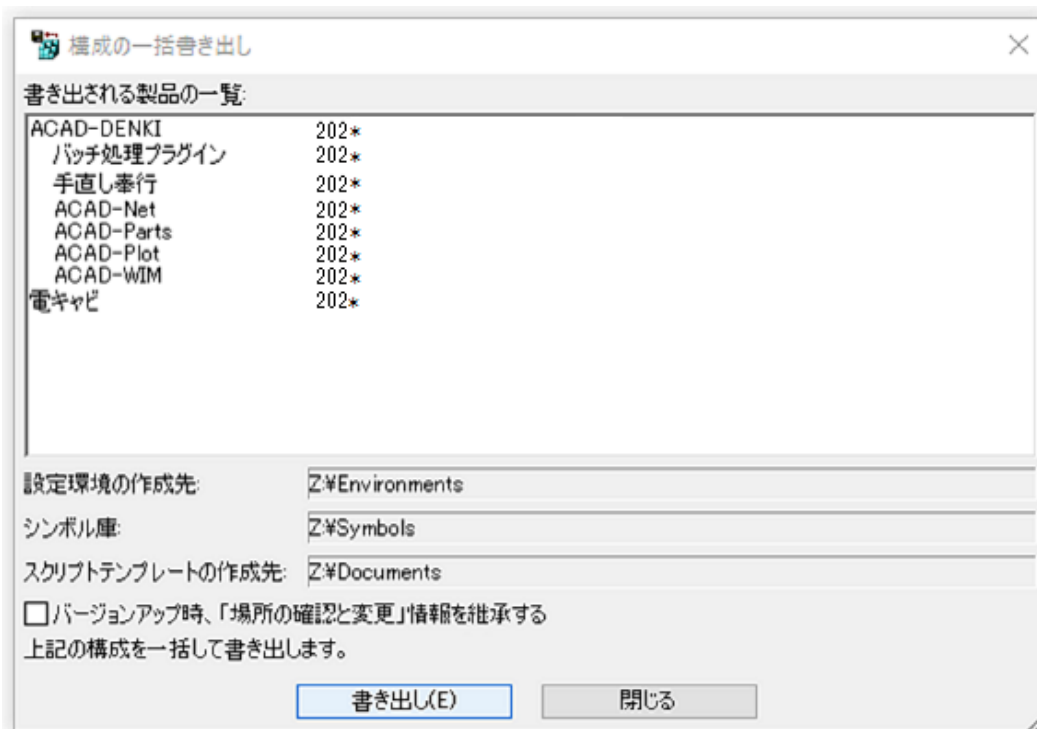 構成の一括書き出し
書き出される製品の一覧:
ACAD-DENKI 202*
バッチ処理プラグイン 202*
手直し奉行 202*
ACAD-Net 202*
ACAD-Parts 202*
ACAD-Plot 202*
ACAD-WIM 202*
電キャビ 202*
設定環境の作成先: Z:¥Environments
シンボル庫: Z:¥Symbols
スクリプトテンプレートの作成先: Z:¥Documents
バージョンアップ時、「場所の確認と変更」情報を継承する
上記の構成を一括して書き出します。
書き出し(E) 閉じる